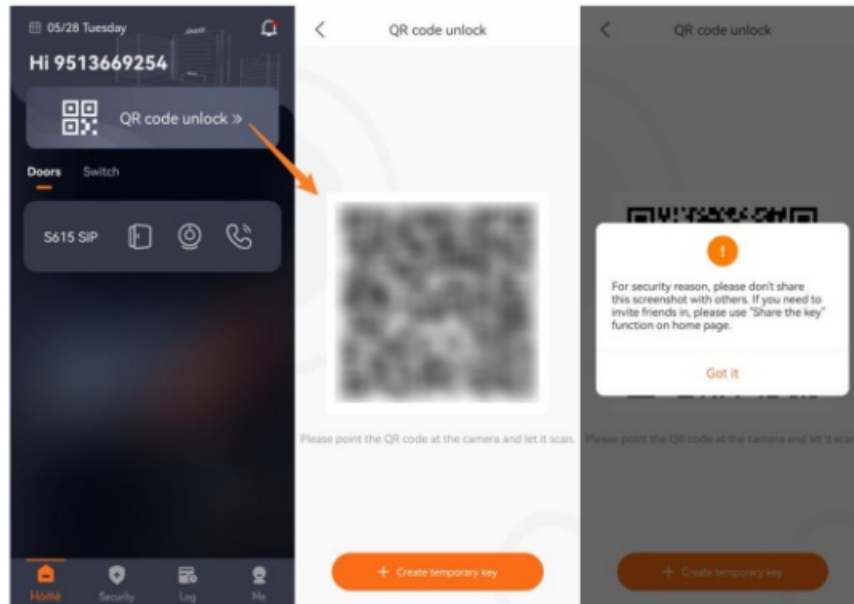 05/28 Tuesday
Hi 9513669254
QR code unlock »
Doors Switch
S615 SIP
Home Security Log Me
QR code unlock
Please point the QR code at the camera and let it scan.
+ Create temporary key
QR code unlock
For security reason, please don't share
this screenshot with others. If you need to
invite friends in, please use "Share the key"
function on home page.
Got it
Please point the QR code at the camera and let it scan
+ Create temporary key